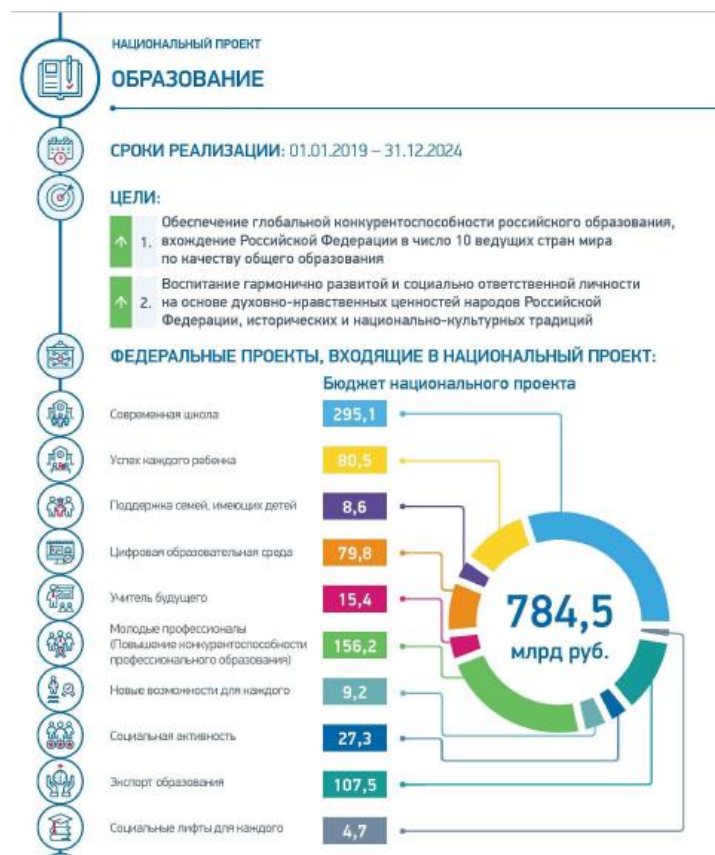 НАЦИОНАЛЬНЫЙ ПРОЕКТ
ОБРАЗОВАНИЕ
СРОКИ РЕАЛИЗАЦИИ: 01.01.2019 – 31.12.2024
ЦЕЛИ:
1. Обеспечение глобальной конкурентоспособности российского образования,
вхождение Российской Федерации в число 10 ведущих стран мира
по качеству общего образования
2. Воспитание гармонично развитой и социально ответственной личности
на основе духовно-нравственных ценностей народов Российской
Федерации, исторических и национально-культурных традиций
ФЕДЕРАЛЬНЫЕ ПРОЕКТЫ, ВХОДЯЩИЕ В НАЦИОНАЛЬНЫЙ ПРОЕКТ:
Бюджет национального проекта
Современная школа 295,1
Успех каждого ребенка 80,5
Поддержка семей, имеющих детей 8,6
Цифровая образовательная среда 79,8
Учитель будущего 15,4
Молодые профессионалы
(Повышение конкурентоспособности
профессионального образования) 156,2
Новые возможности для каждого 9,2
Социальная активность 27,3
Экспорт образования 107,5
Социальные лифты для каждого 4,7
784,5
млрд руб.